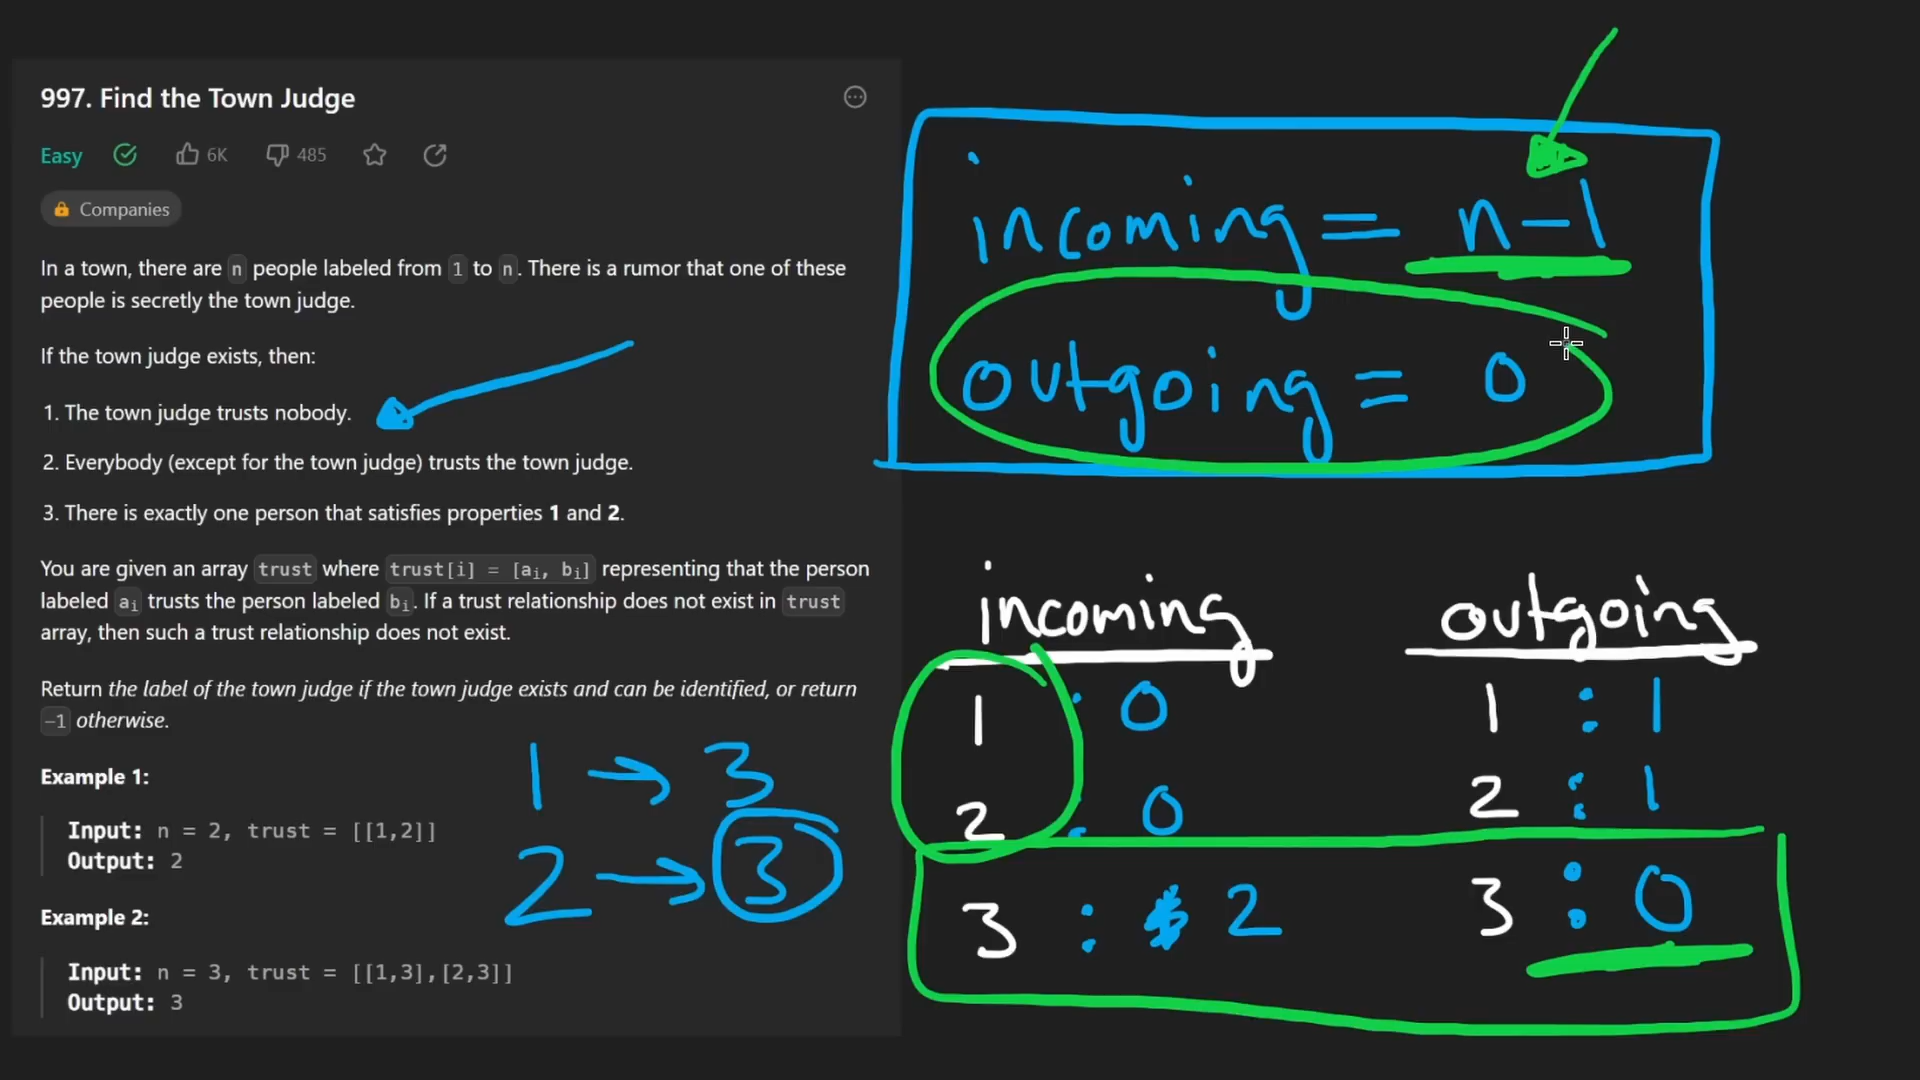 997. Find the Town Judge
Easy 6K 485
Companies
In a town, there are n people labeled from 1 to n. There is a rumor that one of these
people is secretly the town judge.
If the town judge exists, then:
1. The town judge trusts nobody.
2. Everybody (except for the town judge) trusts the town judge.
3. There is exactly one person that satisfies properties 1 and 2.
You are given an array trust where trust[i] = [aᵢ, bᵢ] representing that the person
labeled aᵢ trusts the person labeled bᵢ. If a trust relationship does not exist in trust
array, then such a trust relationship does not exist.
Return the label of the town judge if the town judge exists and can be identified, or return
-1 otherwise.
Example 1:
Input: n = 2, trust = [[1,2]]
Output: 2
Example 2:
Input: n = 3, trust = [[1,3],[2,3]]
Output: 3
1 → 3
2 → 3
incoming = n-1
outgoing = 0
incoming outgoing
1 : 0 1 : 1
2 : 0 2 : 1
3 : 2 3 : 0